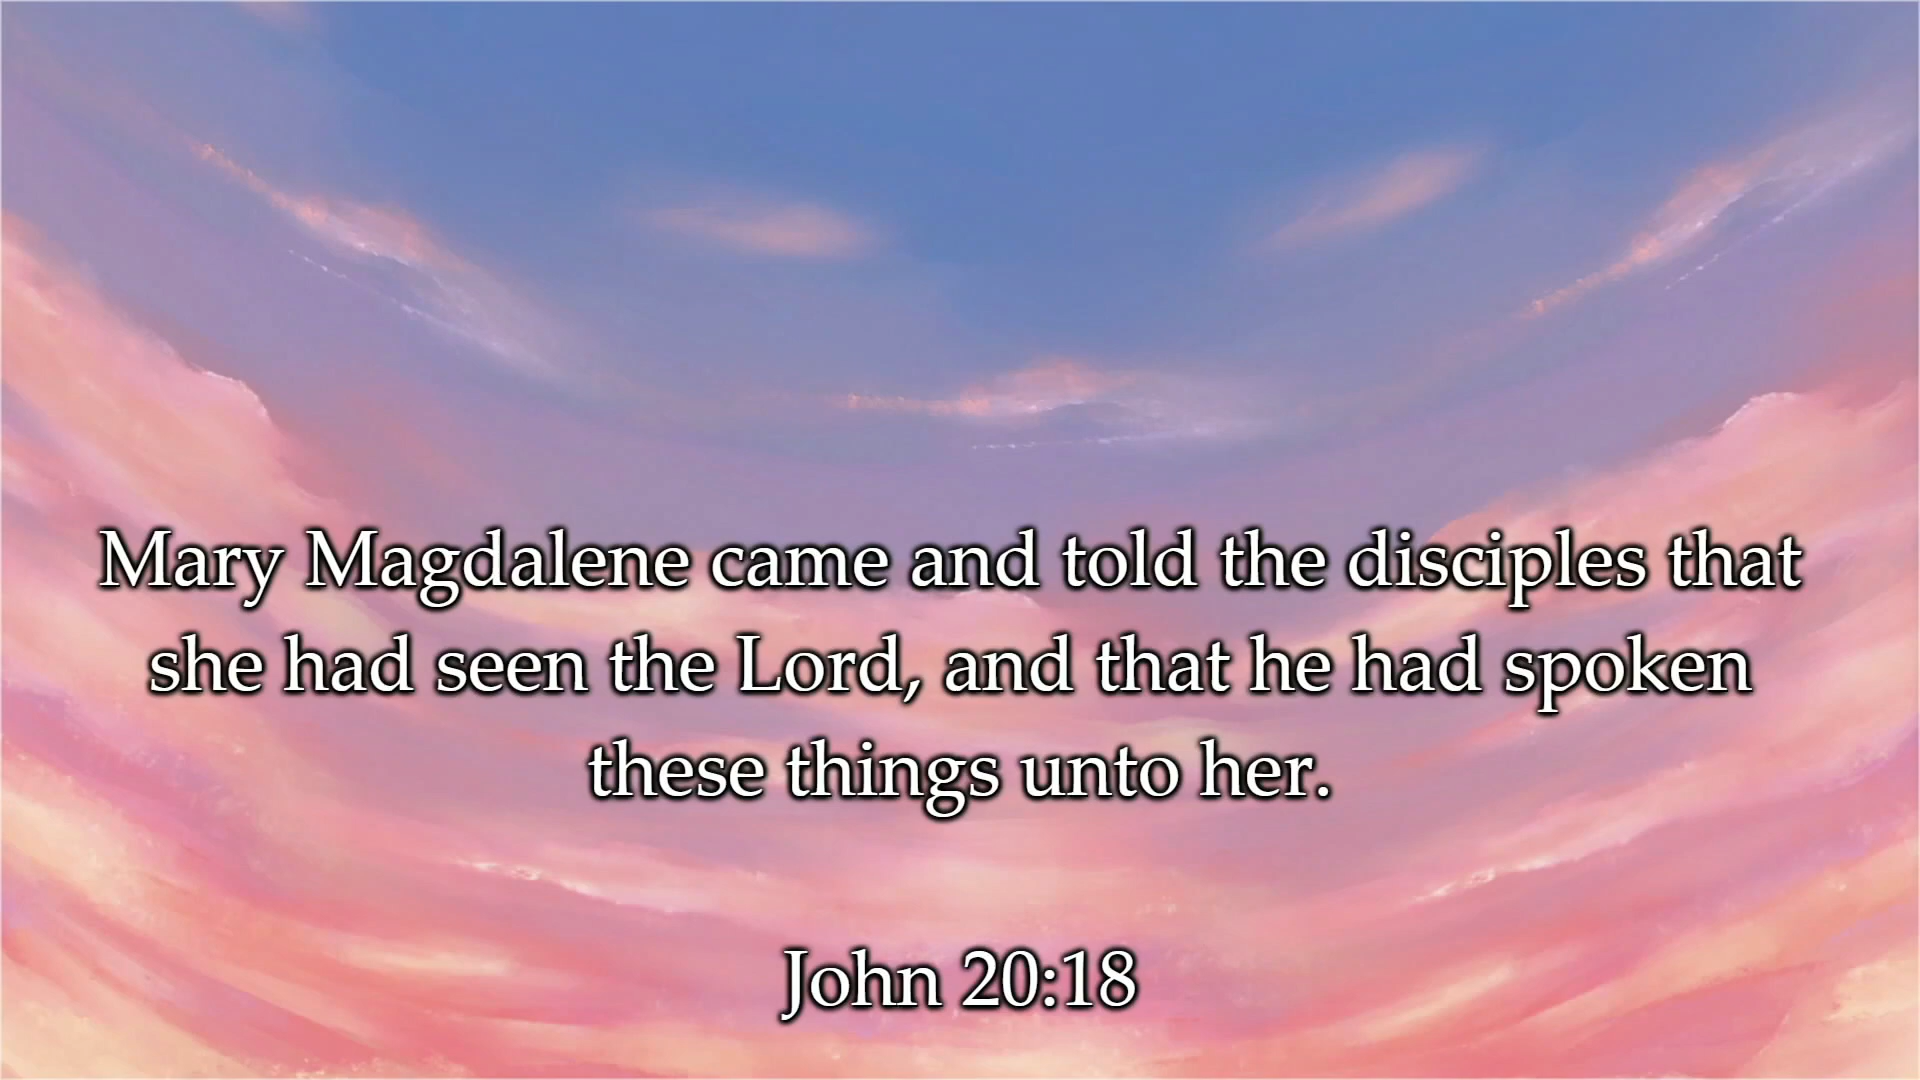 Mary Magdalene came and told the disciples that
she had seen the Lord, and that he had spoken
these things unto her.
John 20:18